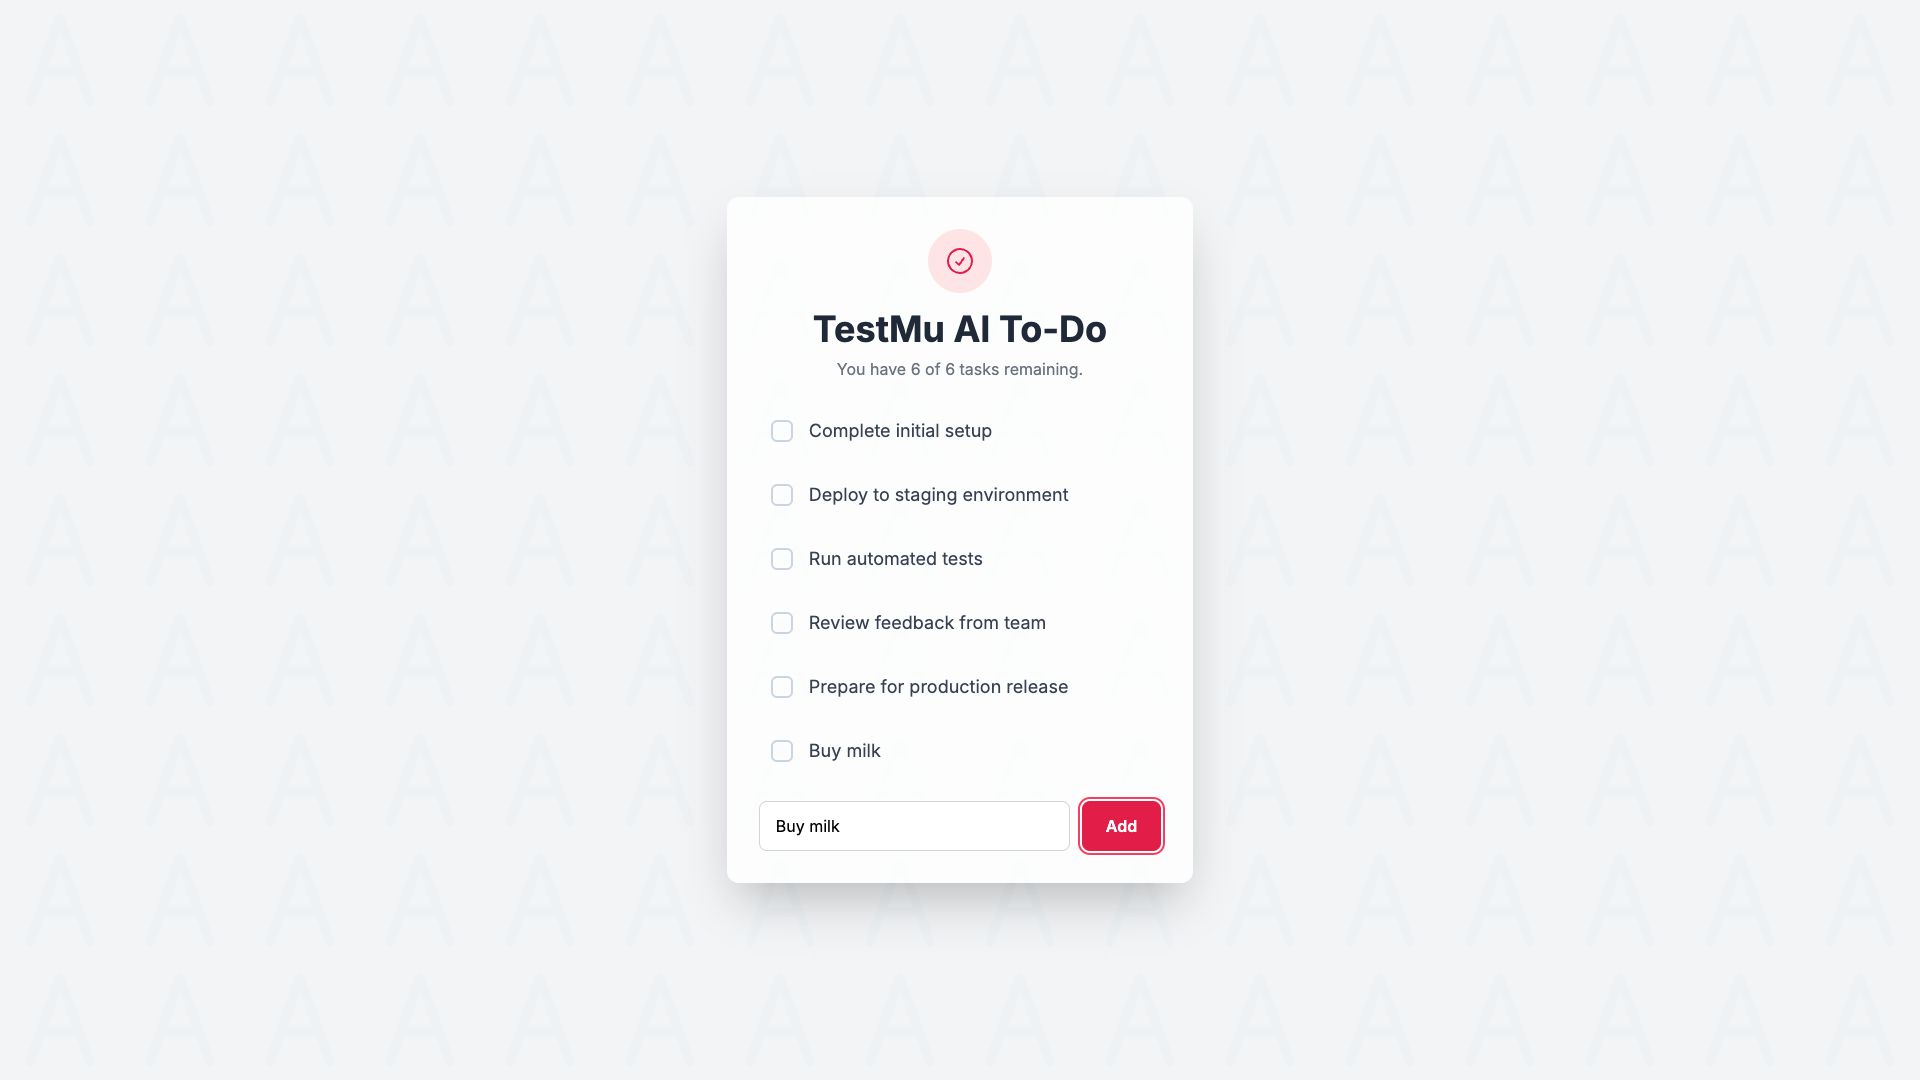 TestMu AI To-Do
You have 6 of 6 tasks remaining.
Complete initial setup
Deploy to staging environment
Run automated tests
Review feedback from team
Prepare for production release
Buy milk
Buy milk
Add